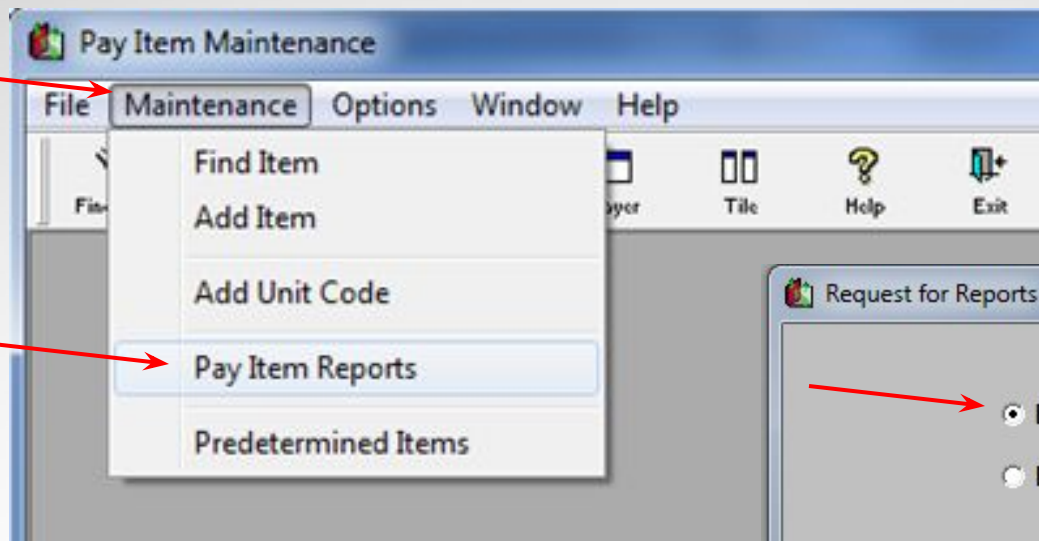 Pay Item Maintenance
File Maintenance Options Window Help
Tile Help Exit
Find Item
Add Item
Add Unit Code
Pay Item Reports
Predetermined Items
Request for Reports